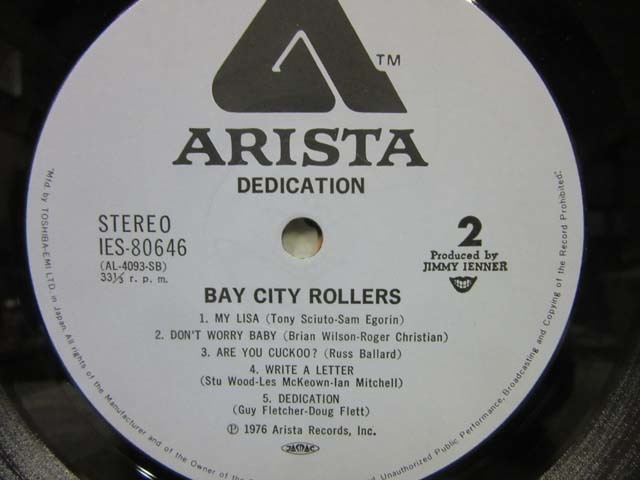 TM
ARISTA
DEDICATION
STEREO
IES-80646
(AL-4093-SB)
33⅓ r. p. m.
2
Produced by
JIMMY IENNER
BAY CITY ROLLERS
1. MY LISA (Tony Sciuto-Sam Egorin)
2. DON'T WORRY BABY (Brian Wilson-Roger Christian)
3. ARE YOU CUCKOO? (Russ Ballard)
4. WRITE A LETTER
(Stu Wood-Les McKeown-Ian Mitchell)
5. DEDICATION
(Guy Fletcher-Doug Flett)
Ⓟ 1976 Arista Records, Inc.
JASRAC
"Mfd. by TOSHIBA-EMI LTD. in Japan. All rights of the Manufacturer and of the Owner of the
Unauthorized Public Performance, Broadcasting and Copying of the Record Prohibited."